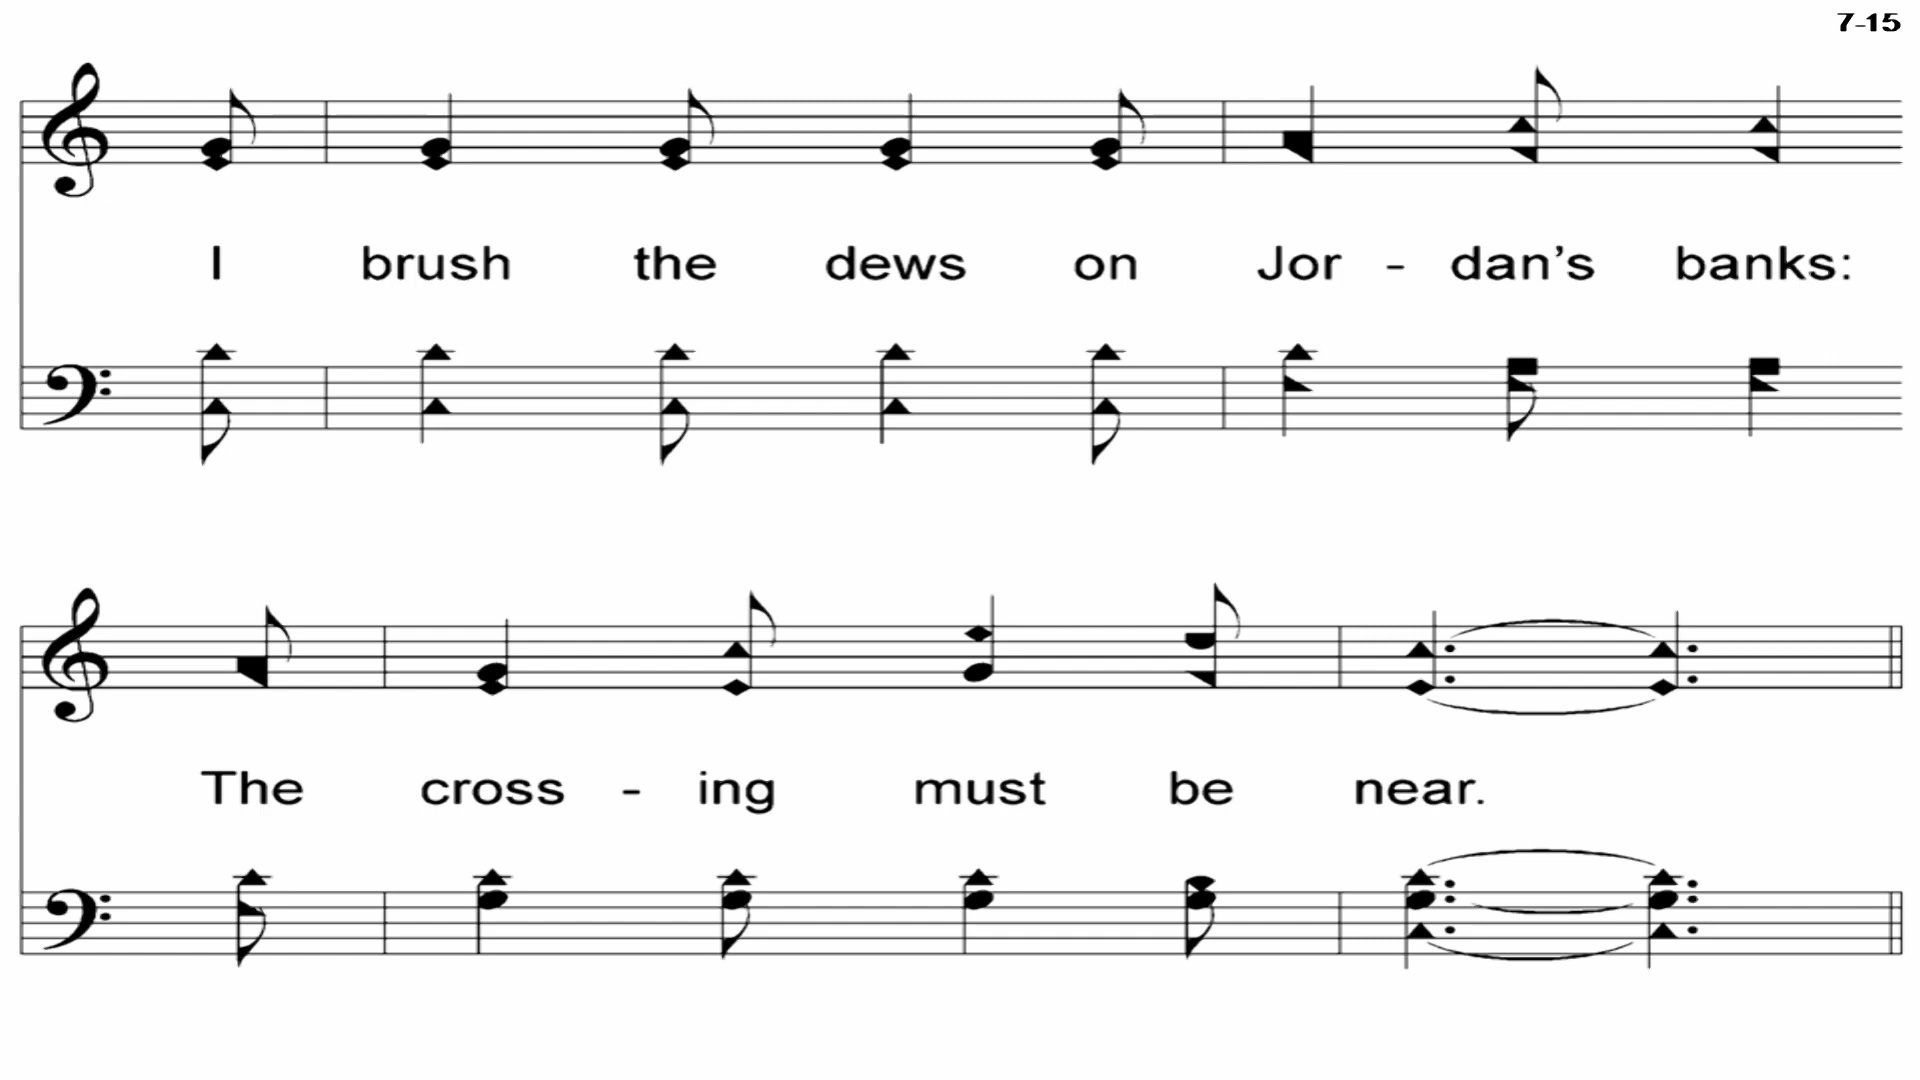 7-15
I brush the dews on Jor - dan’s banks:
The cross - ing must be near.